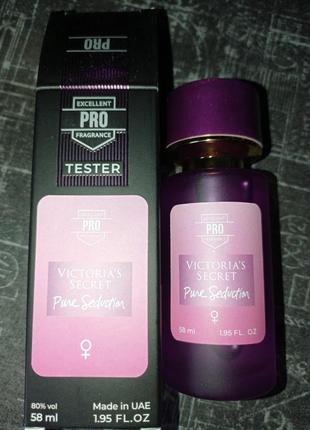 PRO
EXCELLENT
PRO
FRAGRANCE
TESTER
VICTORIA'S
SECRET
Pure Seduction
80% vol
58 ml
Made in UAE
1.95 FL. OZ
PRO
VICTORIA'S
SECRET
Pure Seduction
58 ml
1.95 FL. OZ